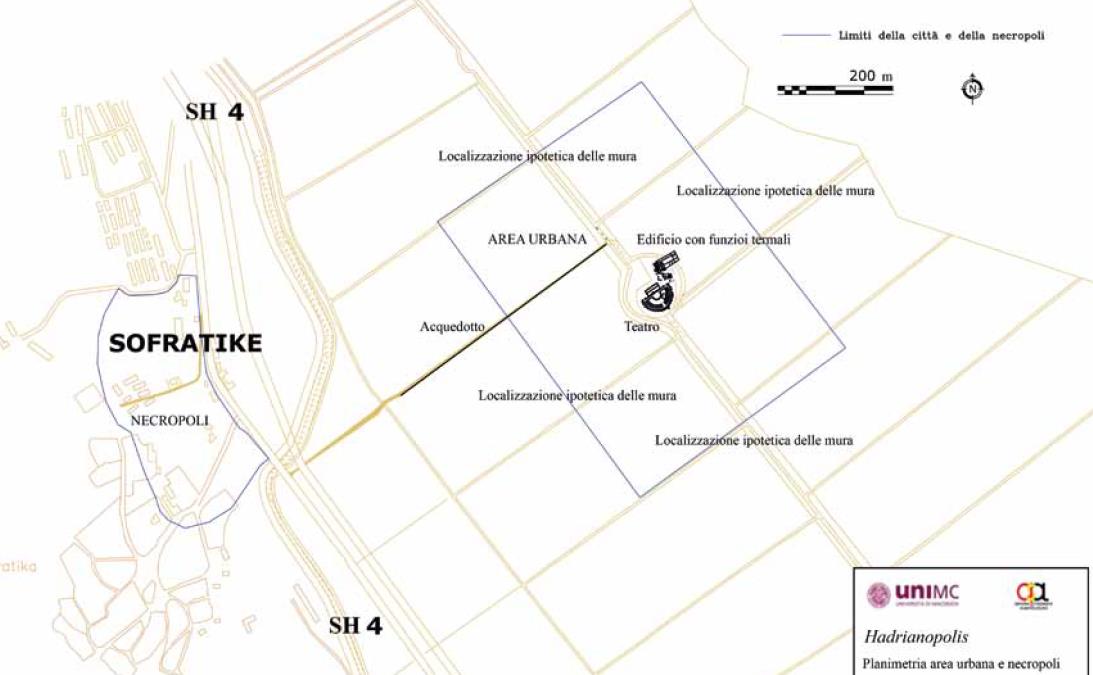 Limiti della città e della necropoli
200 m
N
SH 4
Localizzazione ipotetica delle mura
Localizzazione ipotetica delle mura
AREA URBANA
Edificio con funzioi termali
Acquedotto
Teatro
SOFRATIKE
NECROPOLI
Localizzazione ipotetica delle mura
Localizzazione ipotetica delle mura
atika
SH 4
uniMC
UNIVERSITÀ DI MACERATA
Hadrianopolis
Planimetria area urbana e necropoli